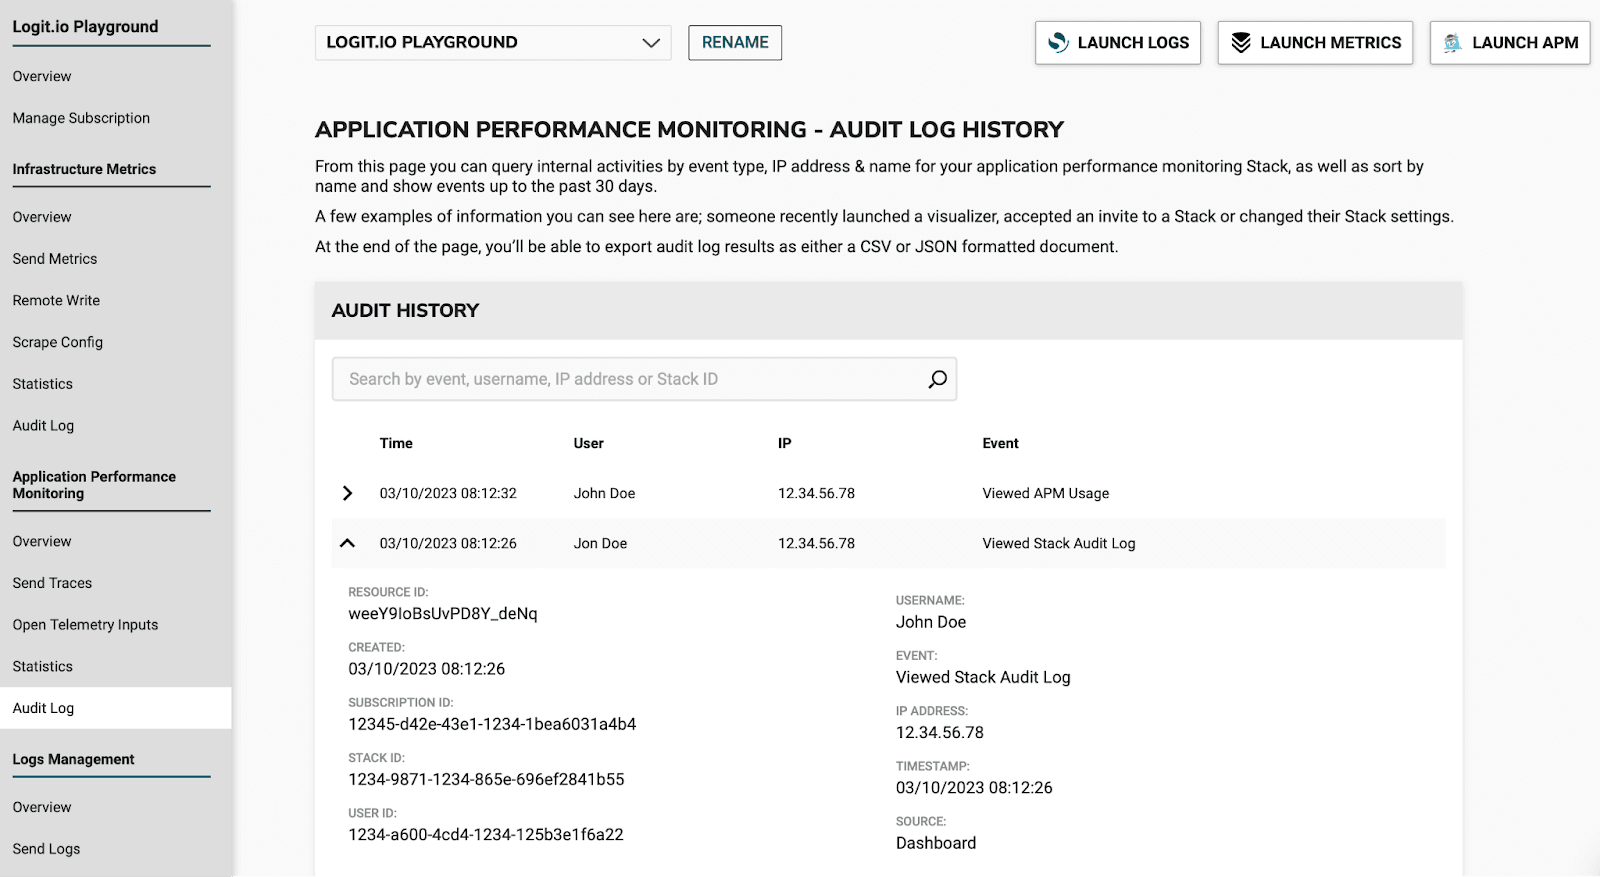 Logit.io Playground
Overview
Manage Subscription
Infrastructure Metrics
Overview
Send Metrics
Remote Write
Scrape Config
Statistics
Audit Log
Application Performance
Monitoring
Overview
Send Traces
Open Telemetry Inputs
Statistics
Audit Log
Logs Management
Overview
Send Logs
LOGIT.IO PLAYGROUND
RENAME
LAUNCH LOGS
LAUNCH METRICS
LAUNCH APM
APPLICATION PERFORMANCE MONITORING - AUDIT LOG HISTORY
From this page you can query internal activities by event type, IP address & name for your application performance monitoring Stack, as well as sort by
name and show events up to the past 30 days.
A few examples of information you can see here are; someone recently launched a visualizer, accepted an invite to a Stack or changed their Stack settings.
At the end of the page, you’ll be able to export audit log results as either a CSV or JSON formatted document.
AUDIT HISTORY
Search by event, username, IP address or Stack ID
Time User IP Event
03/10/2023 08:12:32 John Doe 12.34.56.78 Viewed APM Usage
03/10/2023 08:12:26 Jon Doe 12.34.56.78 Viewed Stack Audit Log
RESOURCE ID:
weeY9IoBsUvPD8Y_deNq
CREATED:
03/10/2023 08:12:26
SUBSCRIPTION ID:
12345-d42e-43e1-1234-1bea6031a4b4
STACK ID:
1234-9871-1234-865e-696ef2841b55
USER ID:
1234-a600-4cd4-1234-125b3e1f6a22
USERNAME:
John Doe
EVENT:
Viewed Stack Audit Log
IP ADDRESS:
12.34.56.78
TIMESTAMP:
03/10/2023 08:12:26
SOURCE:
Dashboard